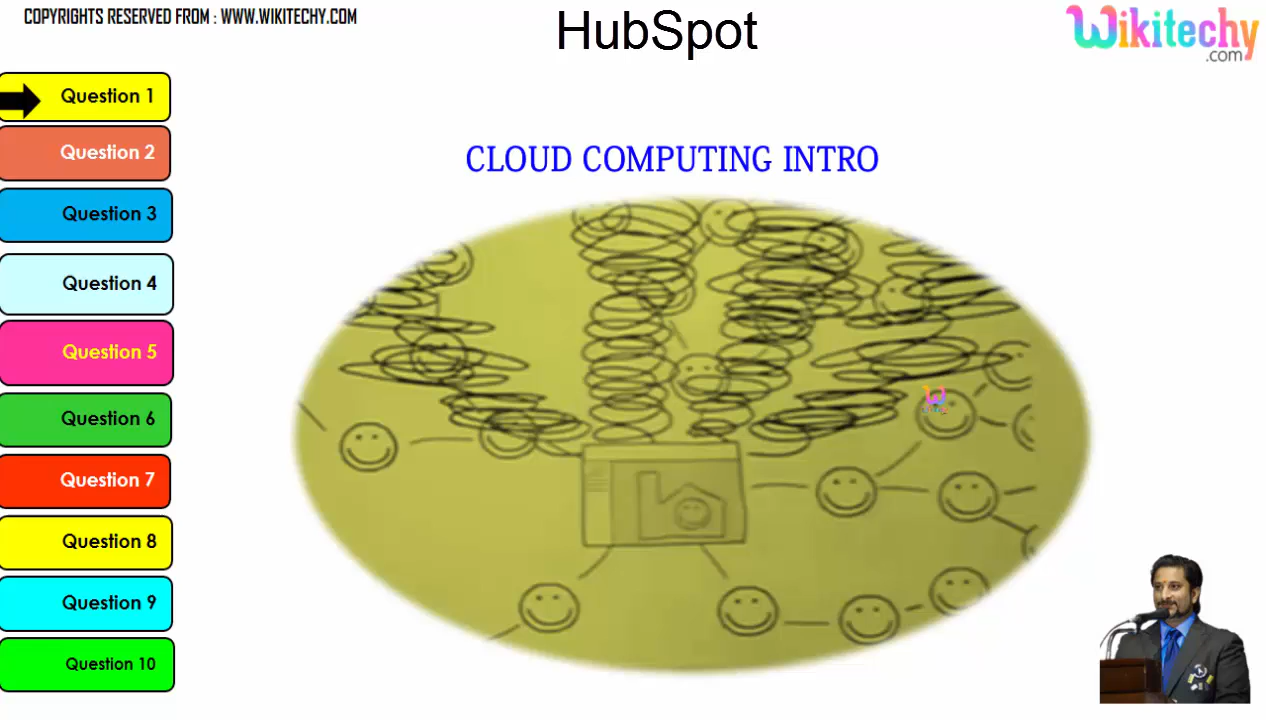 COPYRIGHTS RESERVED FROM : WWW.WIKITECHY.COM
HubSpot
Wikitechy
.com
Question 1
Question 2
Question 3
Question 4
Question 5
Question 6
Question 7
Question 8
Question 9
Question 10
CLOUD COMPUTING INTRO